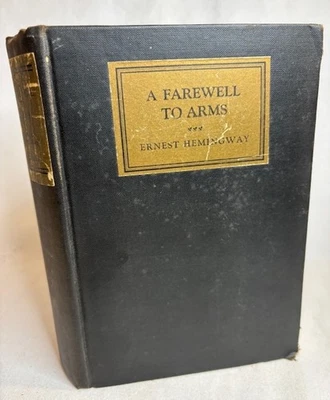 A FAREWELL
TO ARMS
ERNEST HEMINGWAY